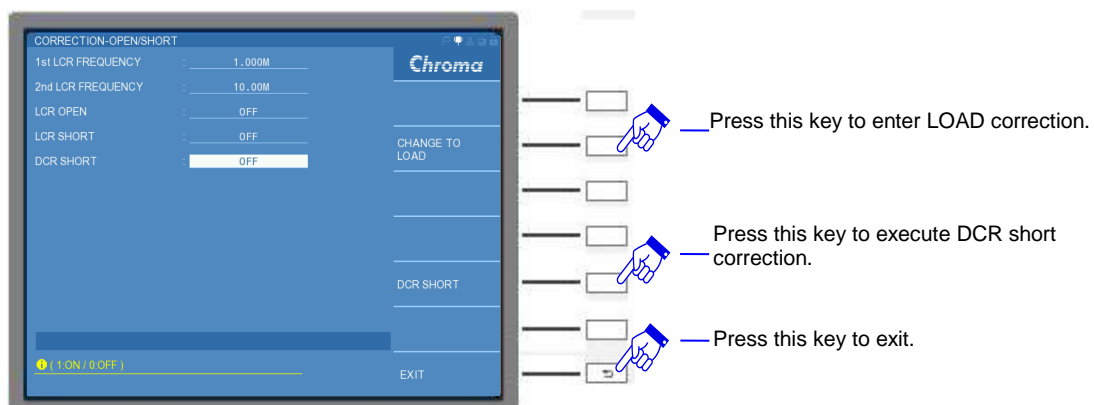 CORRECTION-OPEN/SHORT
Chroma
1st LCR FREQUENCY : 1.000M
2nd LCR FREQUENCY : 10.00M
LCR OPEN : OFF
LCR SHORT : OFF
DCR SHORT : OFF
CHANGE TO
LOAD
DCR SHORT
EXIT
( 1:ON / 0:OFF )
Press this key to enter LOAD correction.
Press this key to execute DCR short
correction.
Press this key to exit.